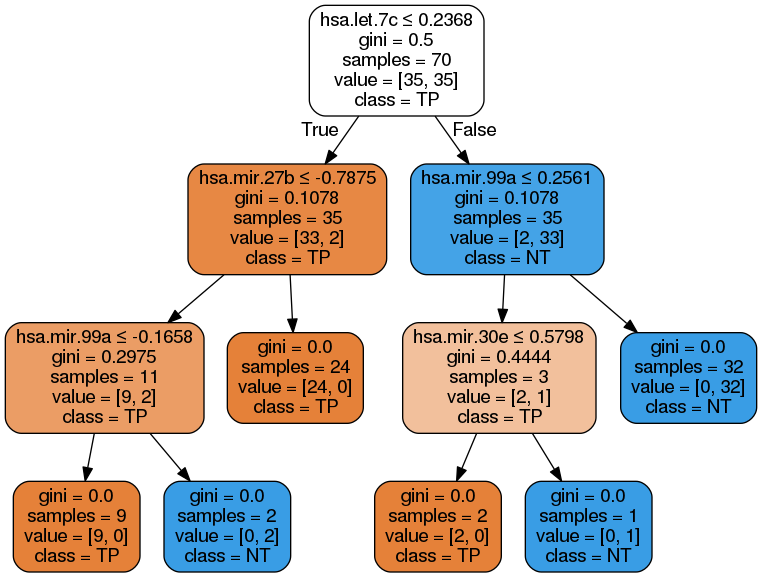 hsa.let.7c ≤ 0.2368
gini = 0.5
samples = 70
value = [35, 35]
class = TP
True
False
hsa.mir.27b ≤ -0.7875
gini = 0.1078
samples = 35
value = [33, 2]
class = TP
hsa.mir.99a ≤ 0.2561
gini = 0.1078
samples = 35
value = [2, 33]
class = NT
hsa.mir.99a ≤ -0.1658
gini = 0.2975
samples = 11
value = [9, 2]
class = TP
gini = 0.0
samples = 24
value = [24, 0]
class = TP
hsa.mir.30e ≤ 0.5798
gini = 0.4444
samples = 3
value = [2, 1]
class = TP
gini = 0.0
samples = 32
value = [0, 32]
class = NT
gini = 0.0
samples = 9
value = [9, 0]
class = TP
gini = 0.0
samples = 2
value = [0, 2]
class = NT
gini = 0.0
samples = 2
value = [2, 0]
class = TP
gini = 0.0
samples = 1
value = [0, 1]
class = NT